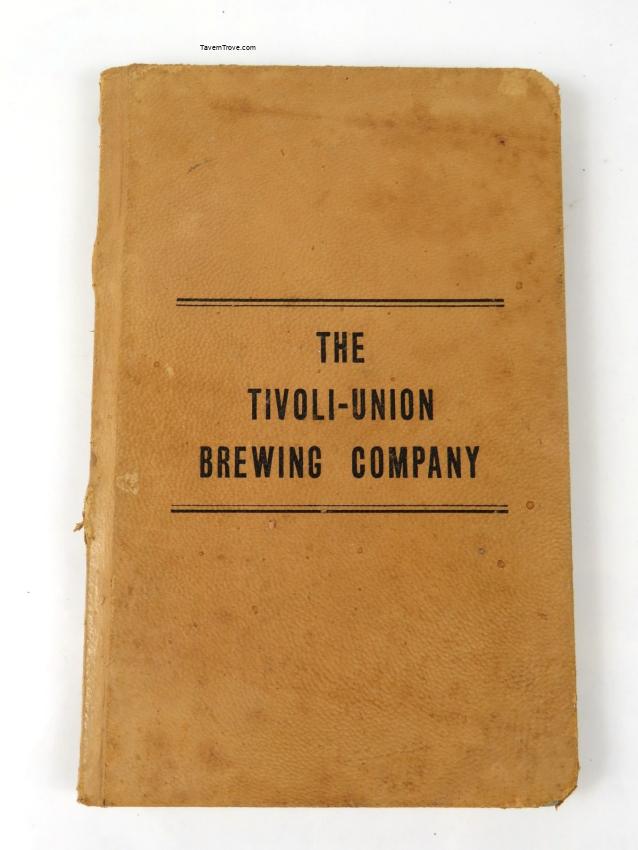 TavernTrove.com
THE
TIVOLI-UNION
BREWING COMPANY